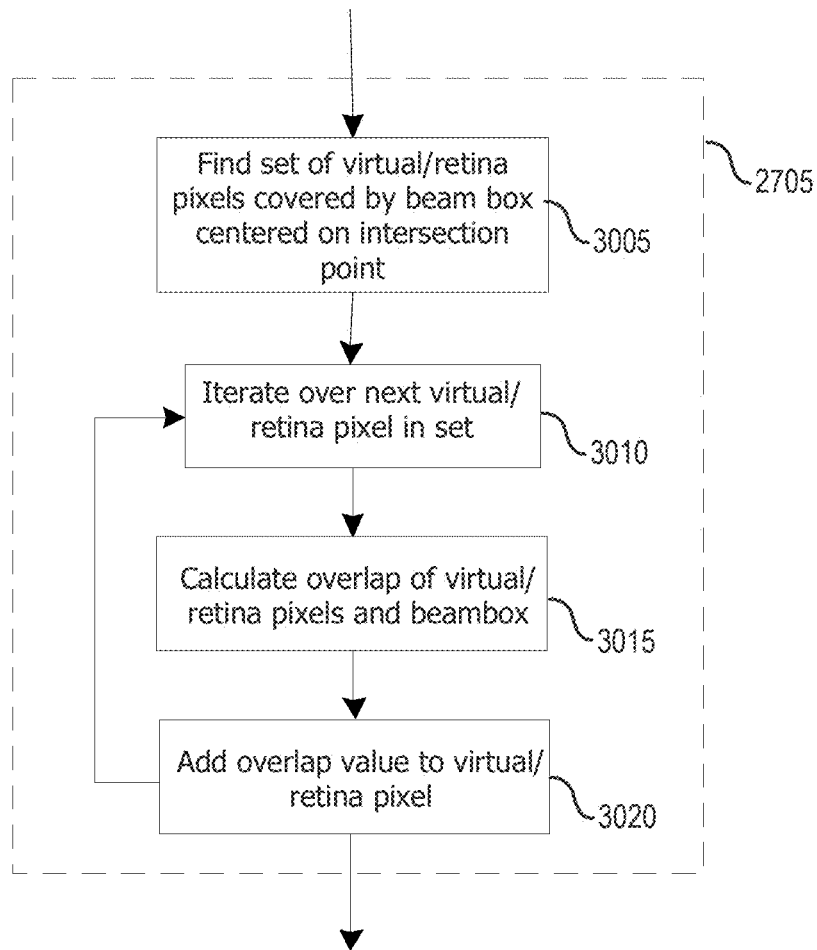 Find set of virtual/retina
pixels covered by beam box
centered on intersection
point
2705
3005
Iterate over next virtual/
retina pixel in set
3010
Calculate overlap of virtual/
retina pixels and beambox
3015
Add overlap value to virtual/
retina pixel
3020